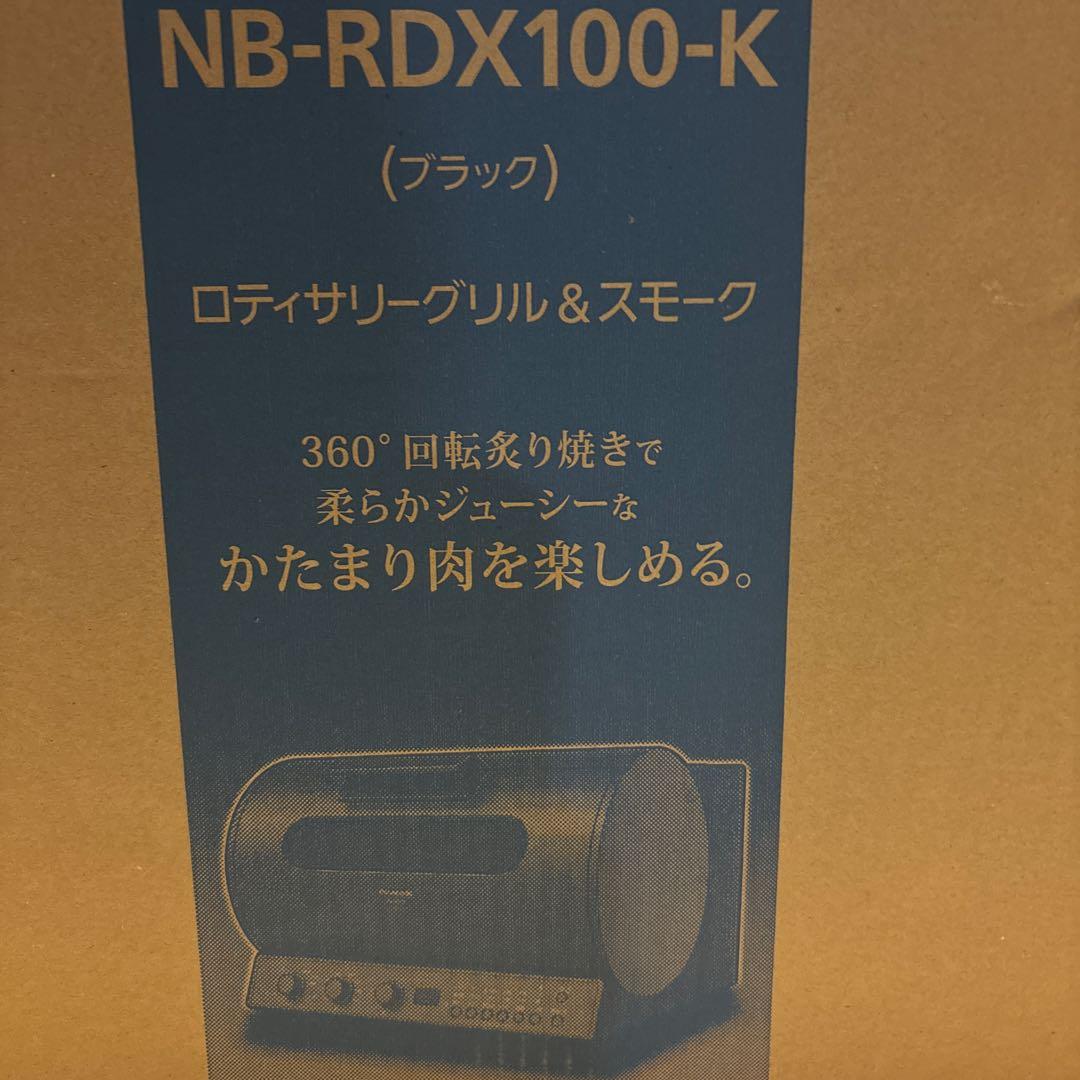 NB-RDX100-K
(ブラック)
ロティサリーグリル&スモーク
360°回転炙り焼きで
柔らかジューシーな
かたまり肉を楽しめる。